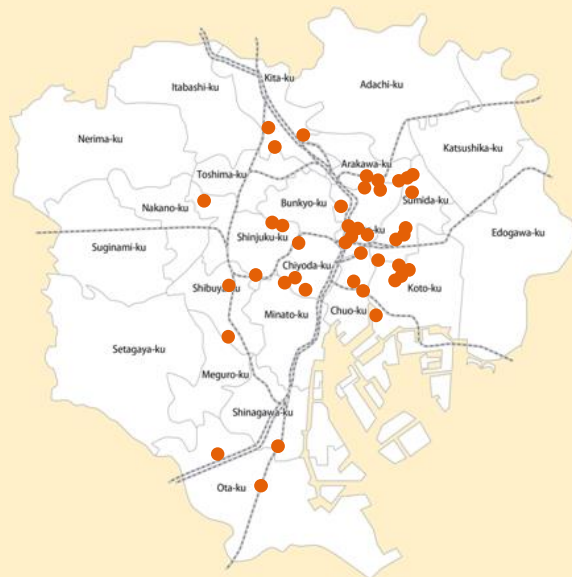 Kita-ku
Itabashi-ku
Adachi-ku
Nerima-ku
Katsushika-ku
Arakawa-ku
Toshima-ku
Sumida-ku
Nakano-ku
Bunkyo-ku
Suginami-ku
Shinjuku-ku
Edogawa-ku
Chiyoda-ku
Shibuy
Koto-ku
Minato-ku
Chuo-ku
Setagaya-ku
Meguro-ku
Shinagawa-ku
Ota-ku